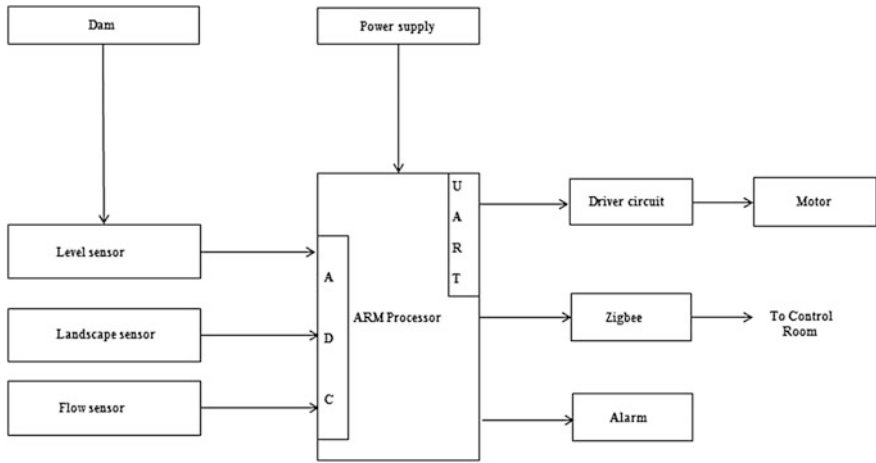 Dam
Power supply
U
A
R
T
Driver circuit
Motor
Level sensor
A
D
C
ARM Processor
Landscape sensor
Zigbee
To Control
Room
Flow sensor
Alarm